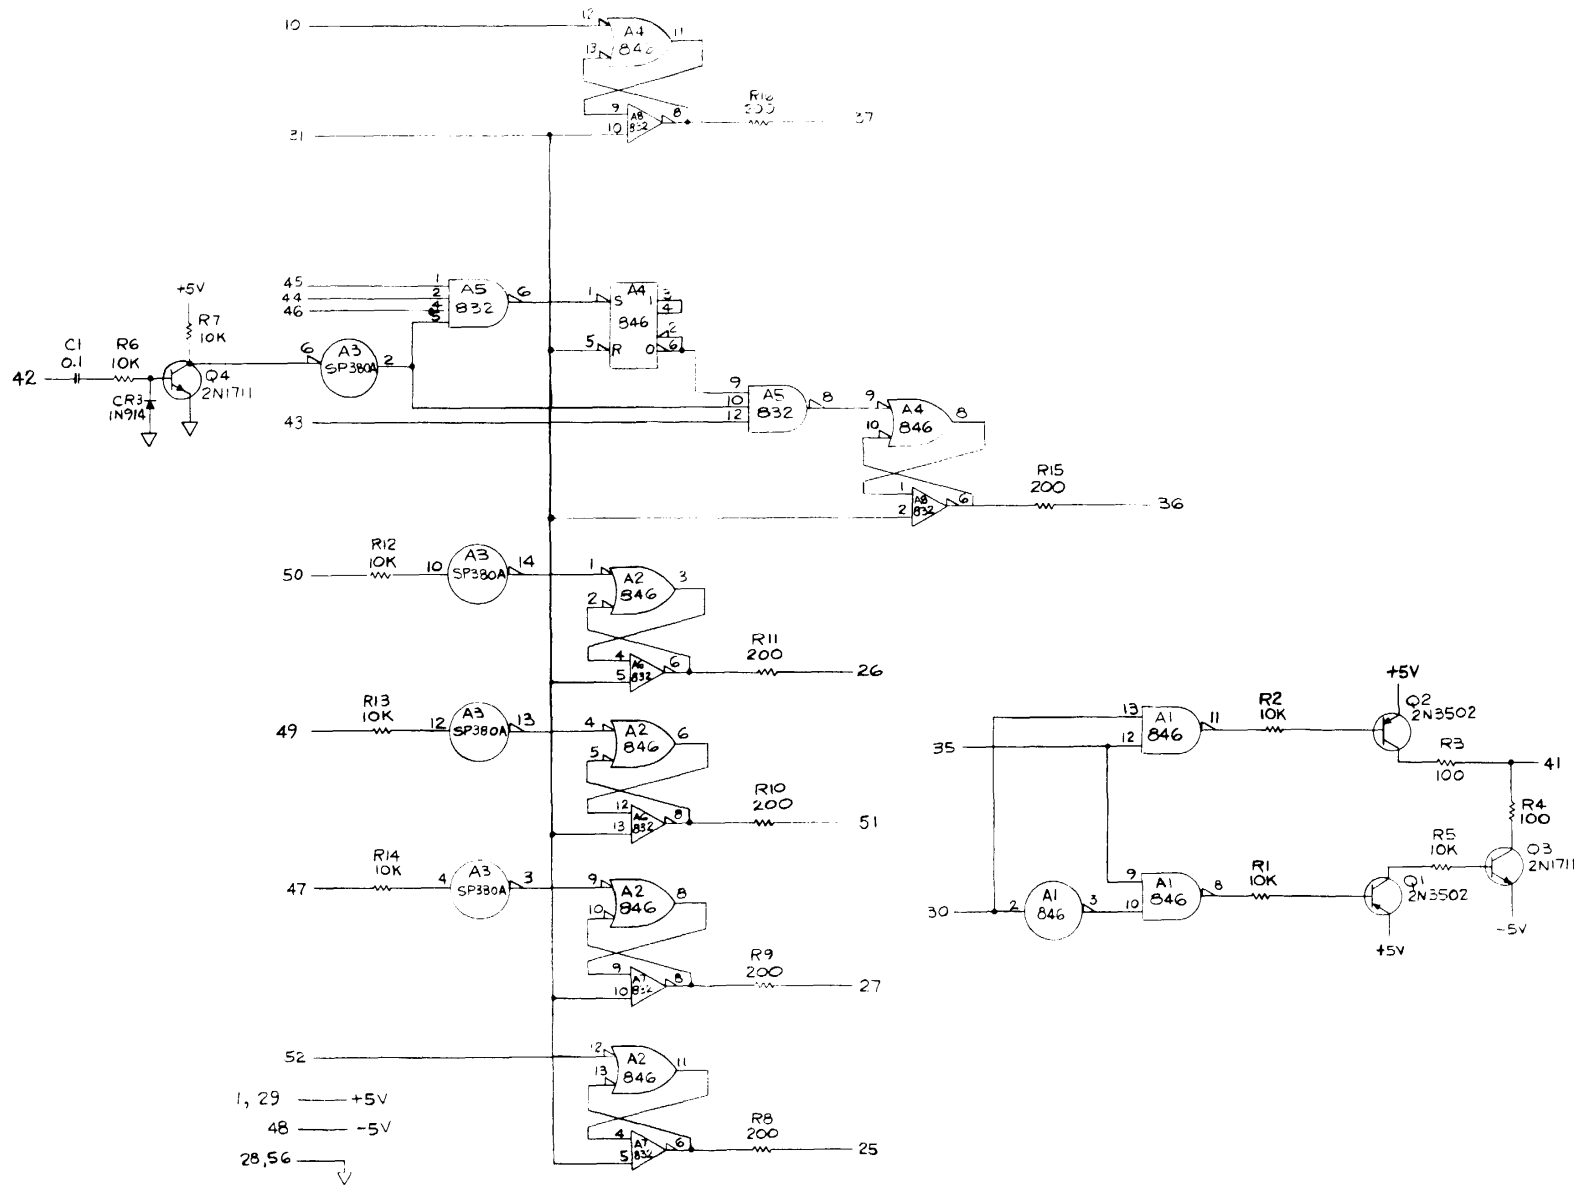 10
12
13
A4
11
9
10
A8
832
8
R16
37
+5V
R7
10K
45
44
46
1
2
4
5
A5
832
6
1
S
A4
846
1
3
4
2
5
R
0
6
42
C1
0.1
R6
10K
CR3
1N914
Q4
2N1711
6
A3
SP380A
2
43
9
10
12
A5
832
8
9
10
A4
846
8
1
2
A8
832
6
R15
200
36
50
R12
10K
10
A3
SP380A
14
1
2
A2
846
3
4
5
A6
832
6
R11
200
26
49
R13
10K
12
A3
SP380A
13
4
5
A2
846
6
12
13
A6
832
8
R10
200
51
47
R14
10K
4
A3
SP380A
3
9
10
A2
846
8
9
10
A7
832
8
R9
200
27
52
12
13
A2
846
11
4
5
A7
832
6
R8
200
25
1, 29 +5V
48 -5V
28,56
35
13
12
A1
846
11
R2
10K
+5V
Q2
2N3502
R3
100
41
R4
100
30
2
A1
846
3
9
10
A1
846
8
R1
10K
Q1
2N3502
+5V
R5
10K
Q3
2N1711
-5V